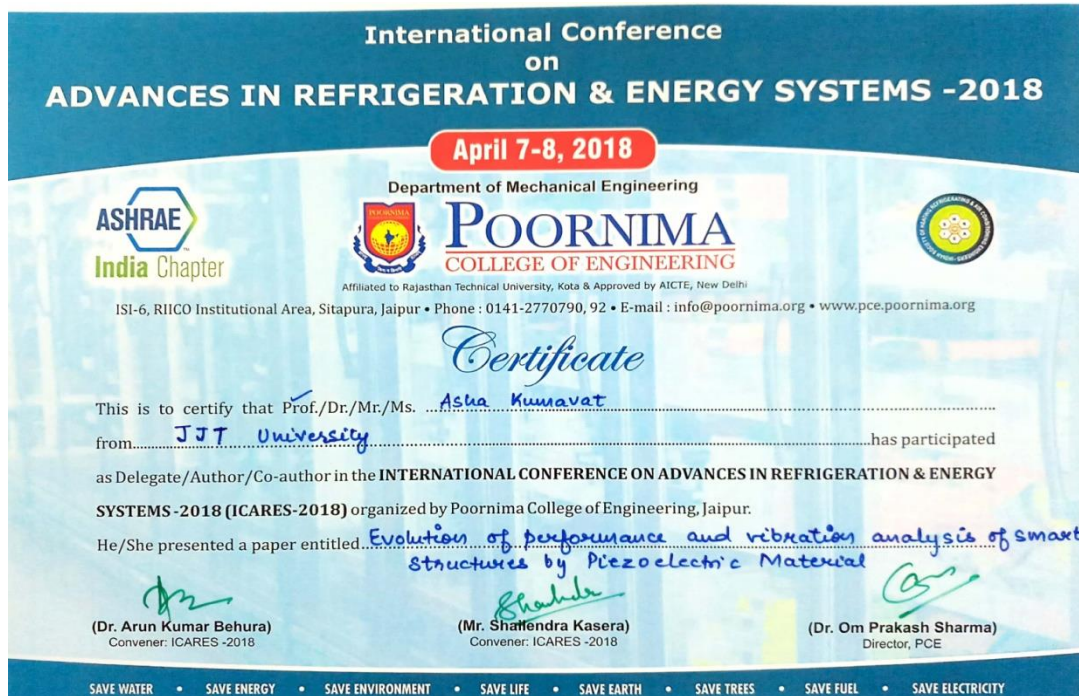 International Conference
on
ADVANCES IN REFRIGERATION & ENERGY SYSTEMS -2018
April 7-8, 2018
Department of Mechanical Engineering
ASHRAE
India Chapter
POORNIMA
POORNIMA
COLLEGE OF ENGINEERING
Affiliated to Rajasthan Technical University, Kota & Approved by AICTE, New Delhi
ISI-6, RIICO Institutional Area, Sitapura, Jaipur • Phone : 0141-2770790, 92 • E-mail : info@poornima.org • www.pce.poornima.org
Certificate
This is to certify that Prof./Dr./Mr./Ms. Asha Kumavat
from JJT University has participated
as Delegate/Author/Co-author in the INTERNATIONAL CONFERENCE ON ADVANCES IN REFRIGERATION & ENERGY
SYSTEMS -2018 (ICARES-2018) organized by Poornima College of Engineering, Jaipur.
He/She presented a paper entitled Evolution of performance and vibration analysis of smart
Structures by Piezoelectric Material
(Dr. Arun Kumar Behura)
Convener: ICARES -2018
(Mr. Shailendra Kasera)
Convener: ICARES -2018
(Dr. Om Prakash Sharma)
Director, PCE
SAVE WATER • SAVE ENERGY • SAVE ENVIRONMENT • SAVE LIFE • SAVE EARTH • SAVE TREES • SAVE FUEL • SAVE ELECTRICITY